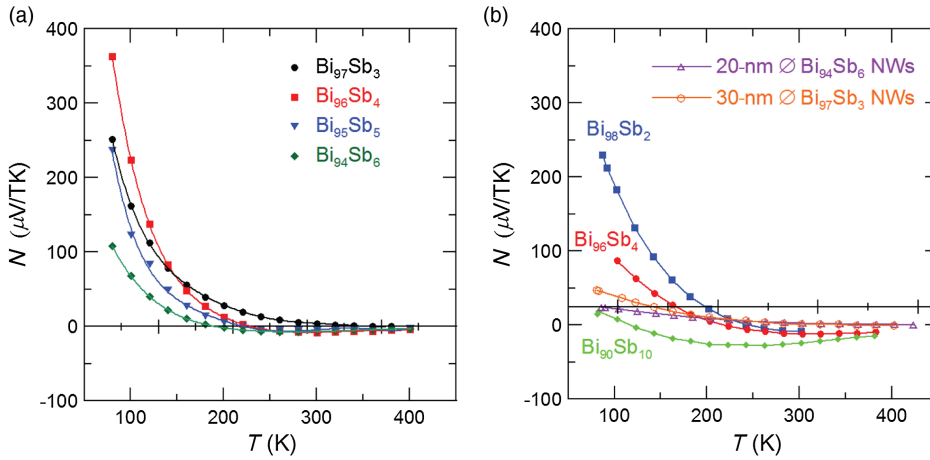 (a)
400
300
200
100
0
-100
N (μV/TK)
Bi₉₇Sb₃
Bi₉₆Sb₄
Bi₉₅Sb₅
Bi₉₄Sb₆
100 200 300 400
T (K)
(b)
400
300
200
100
0
-100
N (μV/TK)
20-nm ∅ Bi₉₄Sb₆ NWs
30-nm ∅ Bi₉₇Sb₃ NWs
Bi₉₈Sb₂
Bi₉₆Sb₄
Bi₉₀Sb₁₀
100 200 300 400
T (K)